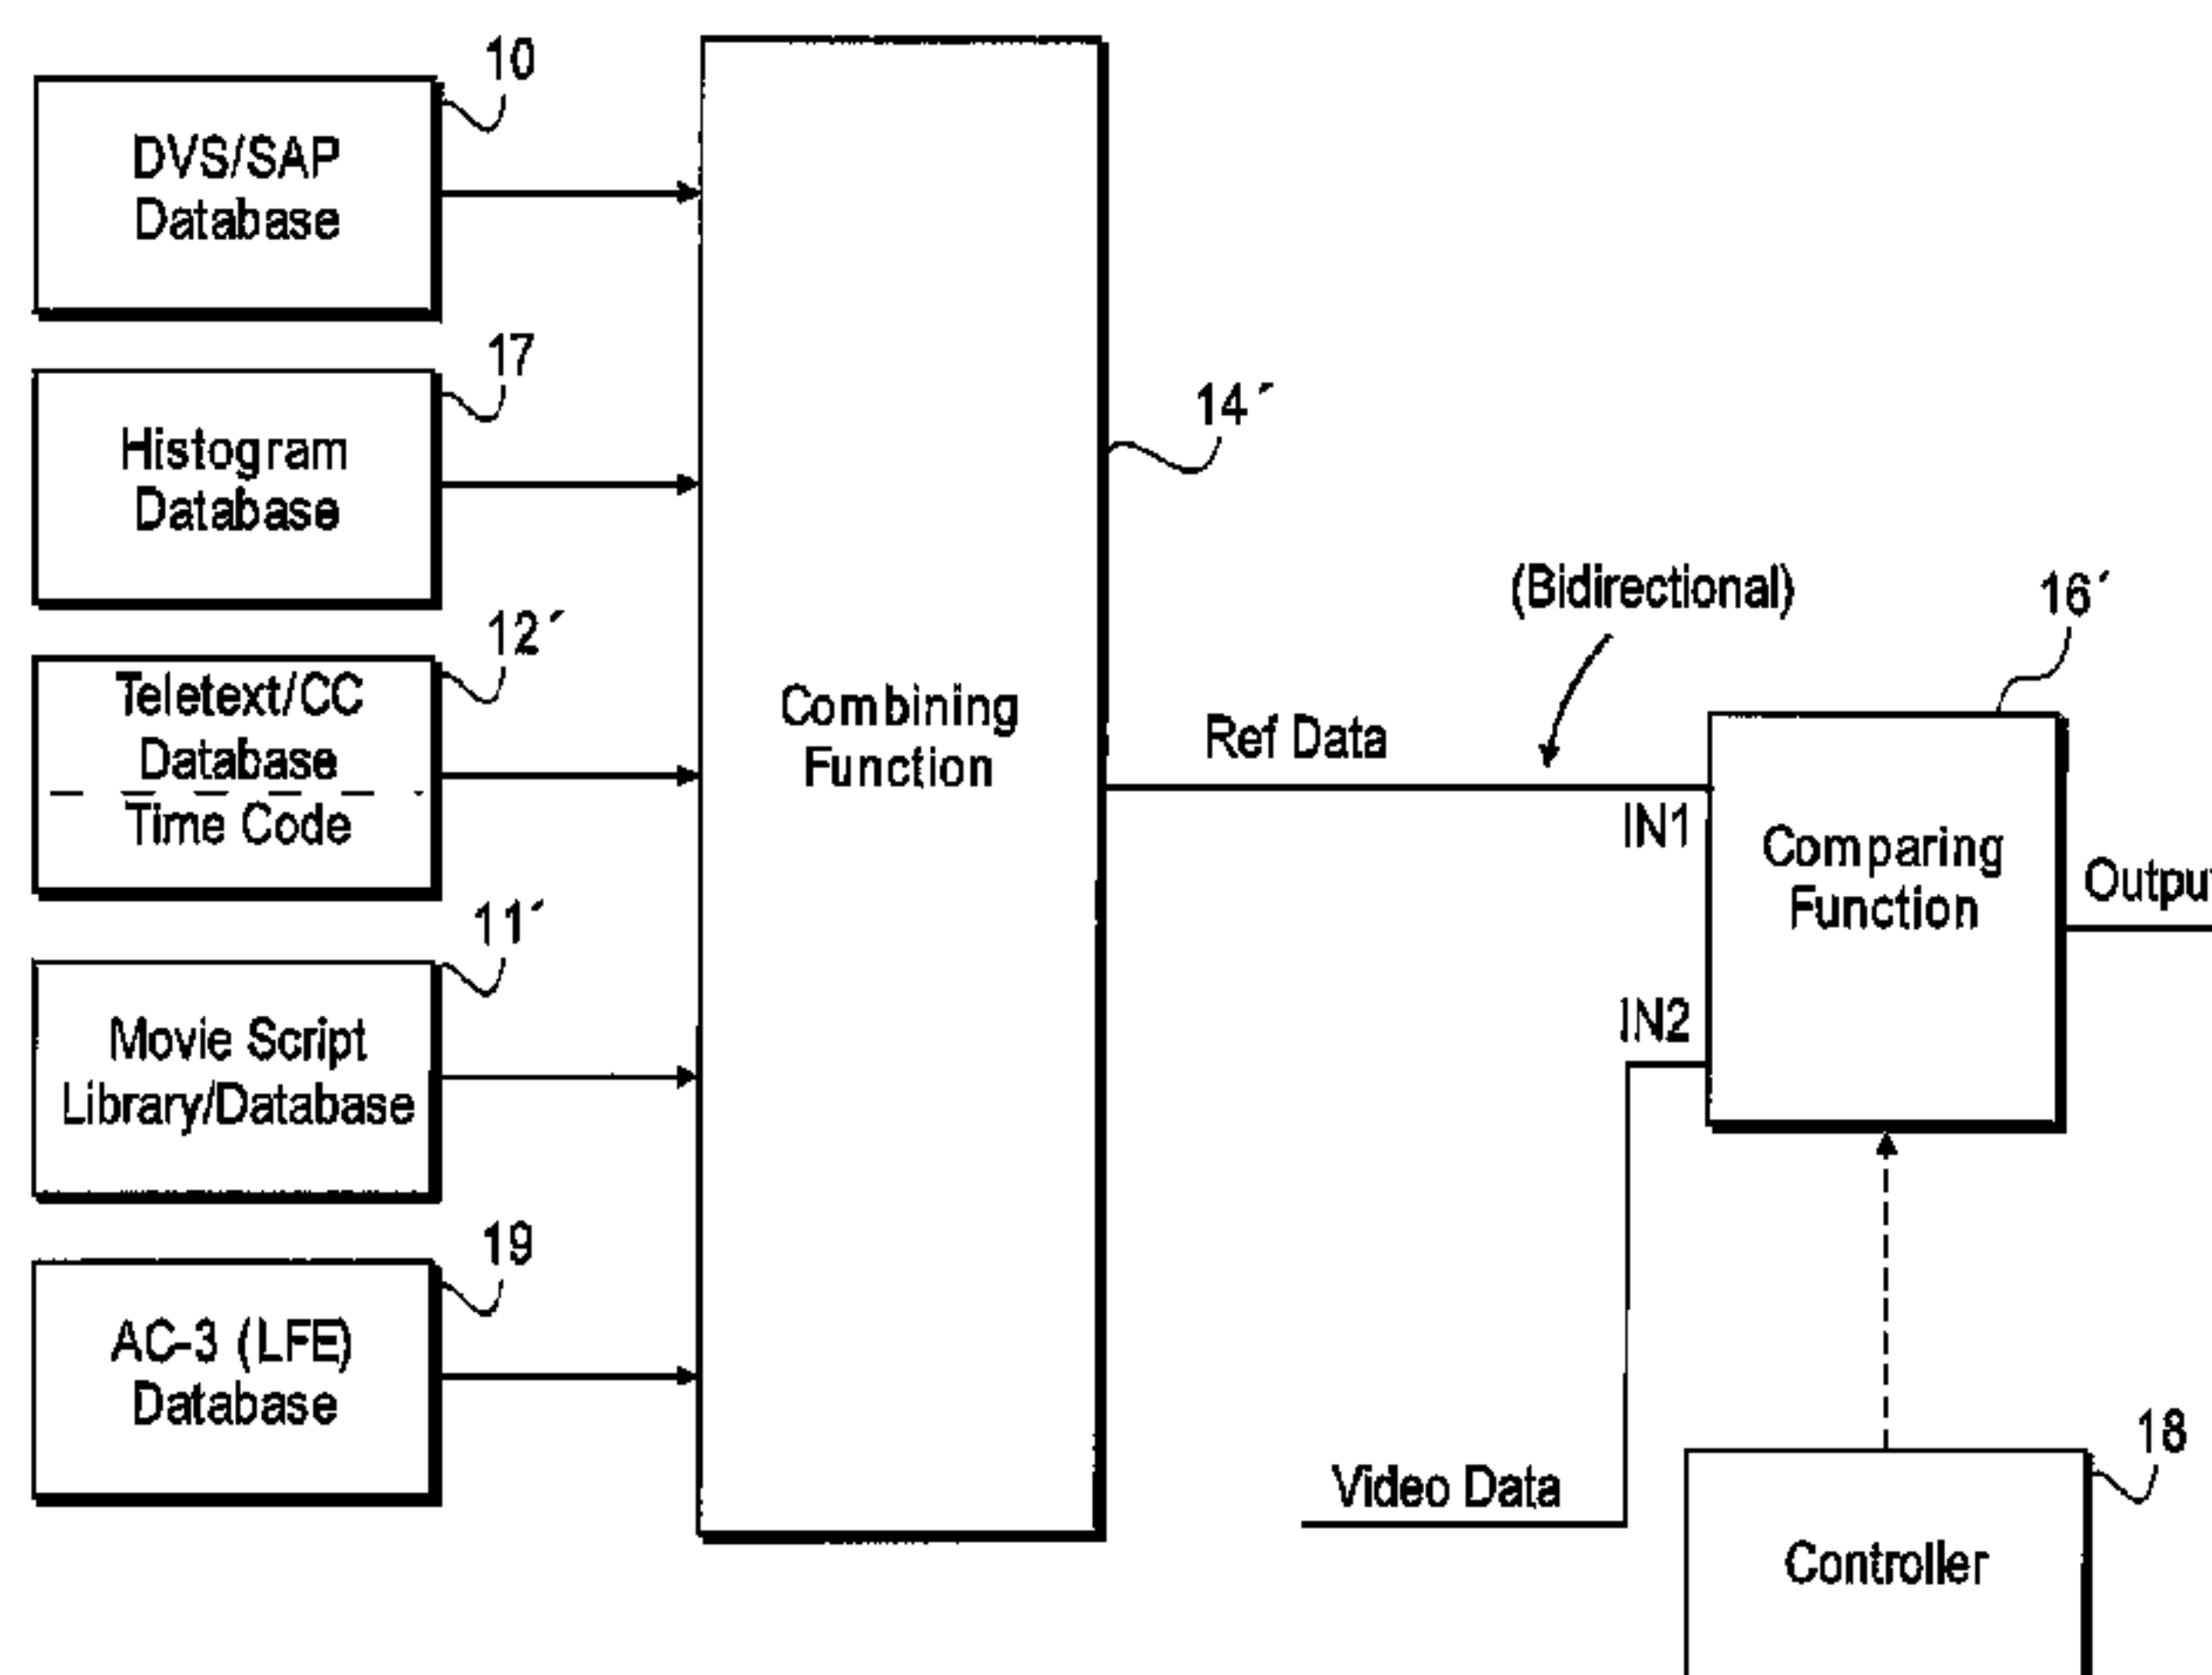 10
DVS/SAP
Database
17
Histogram
Database
12´
Teletext/CC
Database
Time Code
11´
Movie Script
Library/Database
19
AC-3 (LFE)
Database
14´
Combining
Function
(Bidirectional)
Ref Data
16´
IN1
IN2
Comparing
Function
Video Data
18
Controller